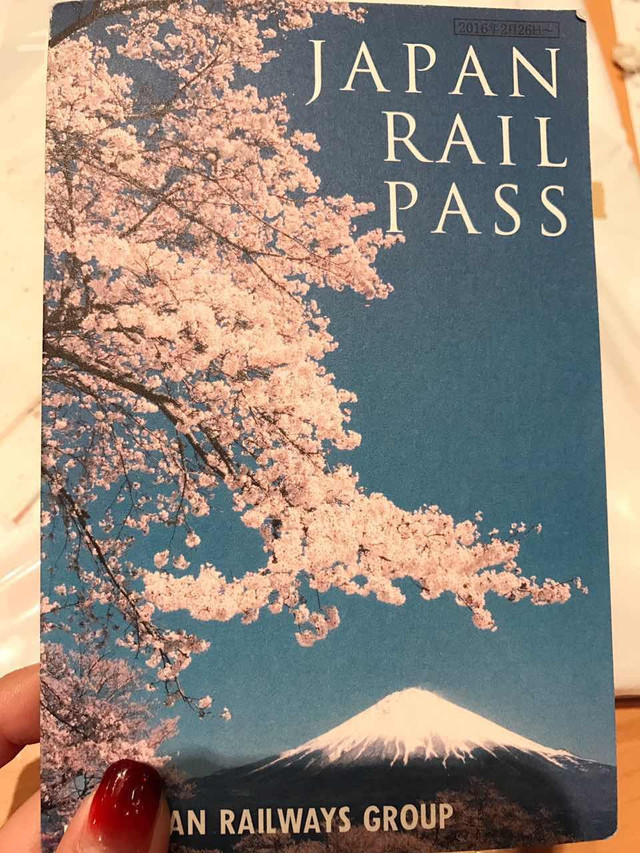 2016年2月26日～
JAPAN
RAIL
PASS
AN RAILWAYS GROUP